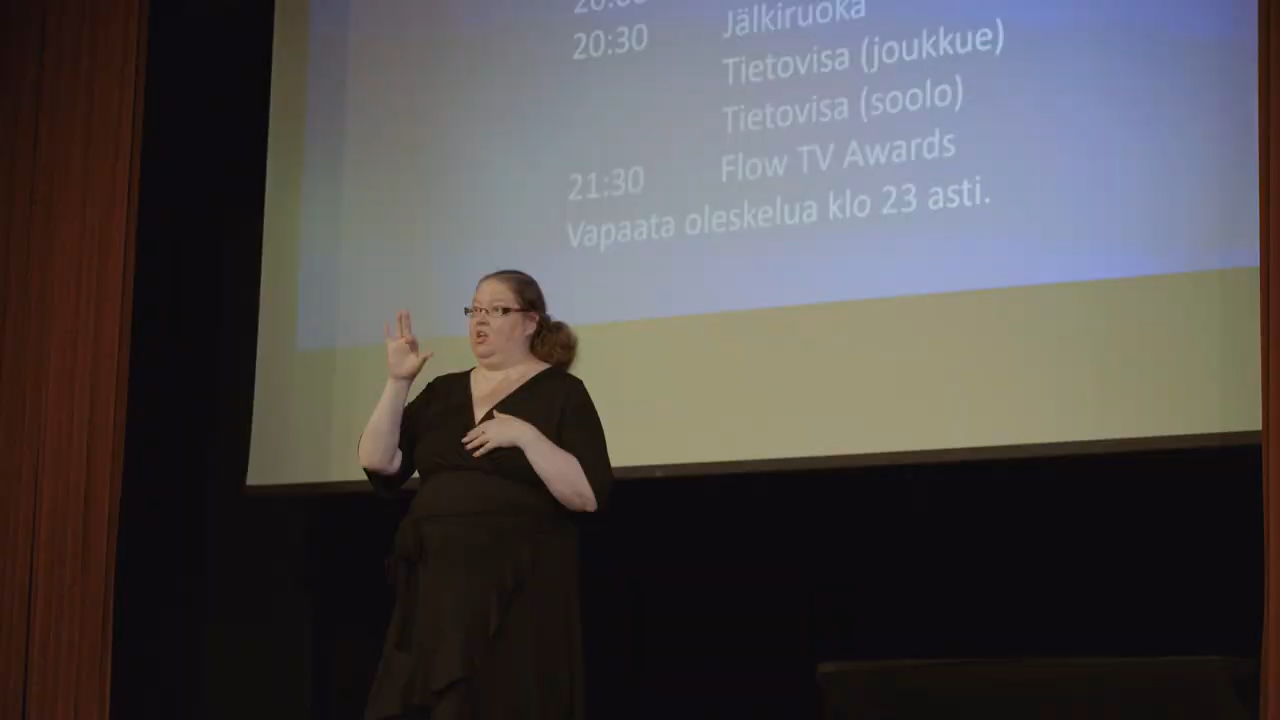 20:30 Jälkiruoka
Tietovisa (joukkue)
Tietovisa (soolo)
21:30 Flow TV Awards
Vapaata oleskelua klo 23 asti.